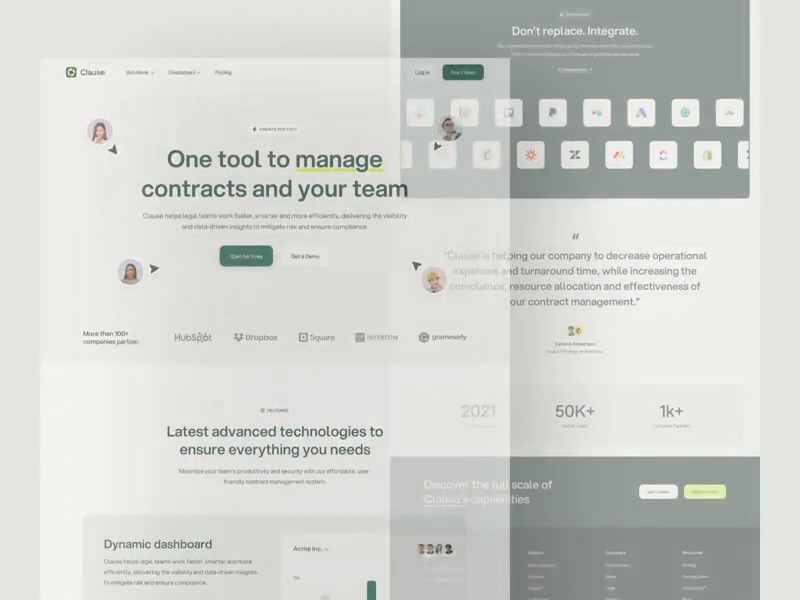 Clause
Solutions
Customers
Pricing
Log in
One tool to manage
contracts and your team
Clause helps legal teams work faster, smarter and more efficiently, delivering the visibility
and data-driven insights to mitigate risk and ensure compliance.
Start for Free
Get a Demo
More then 100+
companies partner
HubSpot
Dropbox
Square
INTERCOM
grammarly
FEATURES
Latest advanced technologies to
ensure everything you needs
Maximize your team's productivity and security with our affordable, user-
friendly contract management system.
Dynamic dashboard
Clause helps legal teams work faster, smarter and more
efficiently, delivering the visibility and data-driven insights
to mitigate risk and ensure compliance.
Acme Inc.
Don't replace. Integrate.
"Clause is helping our company to decrease operational
expenses and turnaround time, while increasing the
compliance, resource allocation and effectiveness of
our contract management."
2021
50K+
1k+
Discover the full scale of
Clause's capabilities